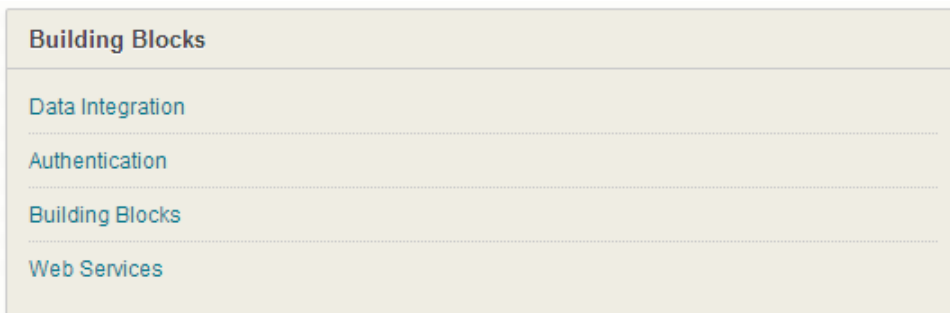 Building Blocks
Data Integration
Authentication
Building Blocks
Web Services